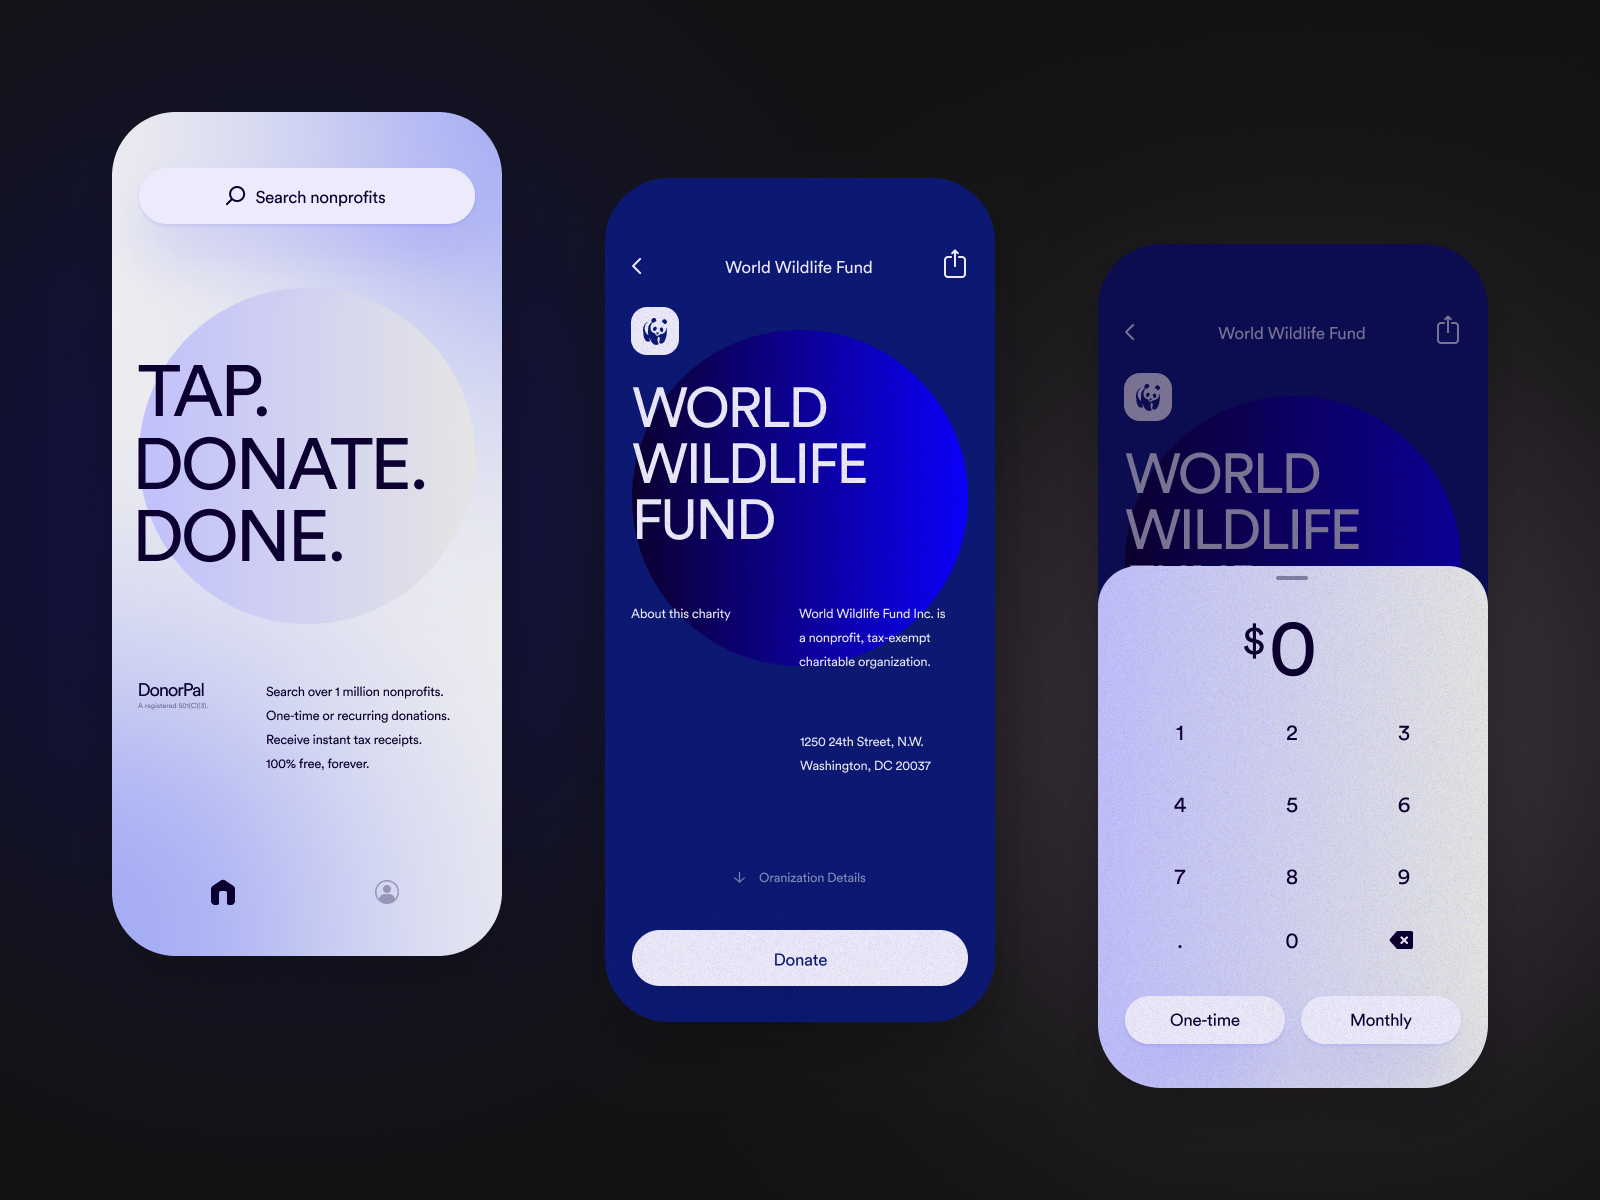 Search nonprofits
TAP.
DONATE.
DONE.
DonorPal
A registered 501(C)(3).
Search over 1 million nonprofits.
One-time or recurring donations.
Receive instant tax receipts.
100% free, forever.
World Wildlife Fund
WORLD
WILDLIFE
FUND
About this charity
World Wildlife Fund Inc. is
a nonprofit, tax-exempt
charitable organization.
1250 24th Street, N.W.
Washington, DC 20037
Oranization Details
Donate
World Wildlife Fund
WORLD
WILDLIFE
$0
1 2 3
4 5 6
7 8 9
. 0
One-time Monthly